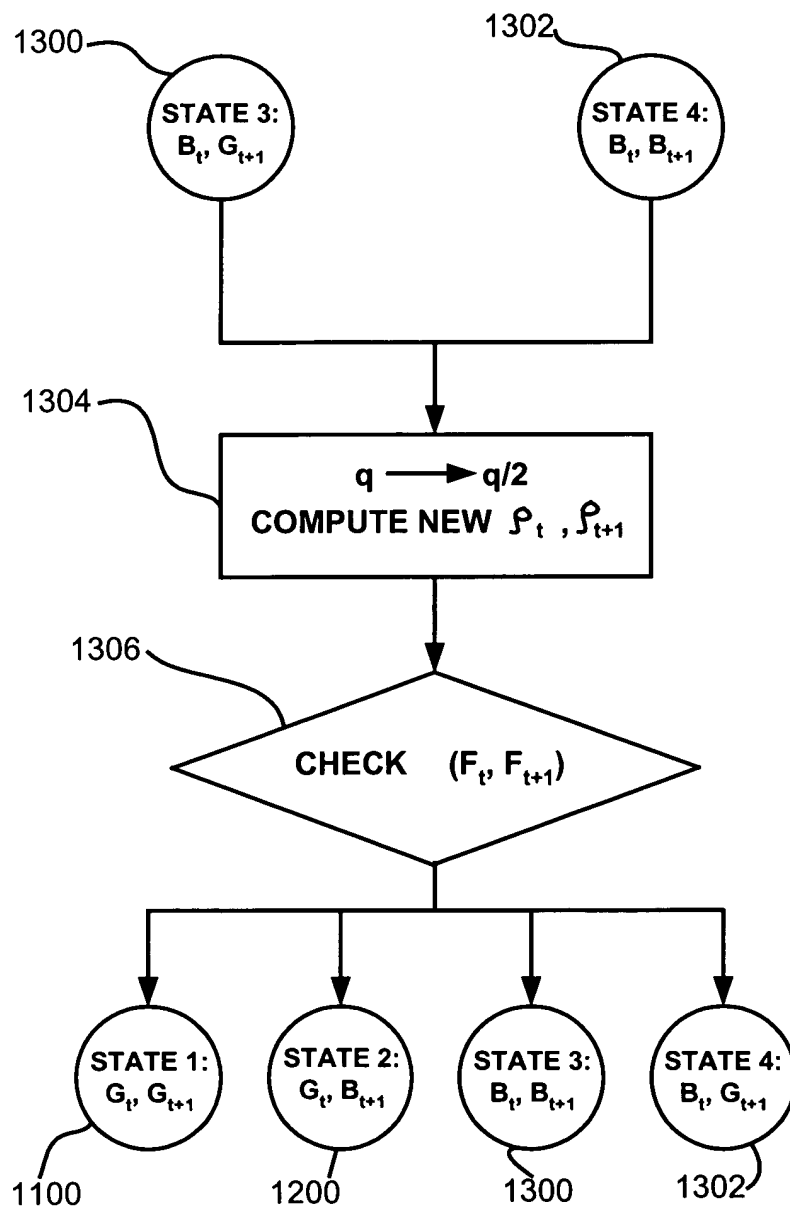 1300
1302
STATE 3:
Bt, Gt+1
STATE 4:
Bt, Bt+1
1304
q → q/2
COMPUTE NEW ρt , ρt+1
1306
CHECK (Ft, Ft+1)
STATE 1:
Gt, Gt+1
STATE 2:
Gt, Bt+1
STATE 3:
Bt, Bt+1
STATE 4:
Bt, Gt+1
1100
1200
1300
1302